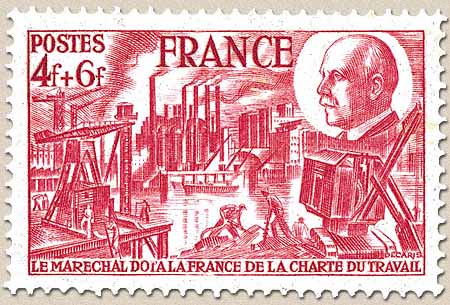 POSTES FRANCE
4F+6F
DECARIS
LE MARECHAL DOTA LA FRANCE DE LA CHARTE DU TRAVAIL